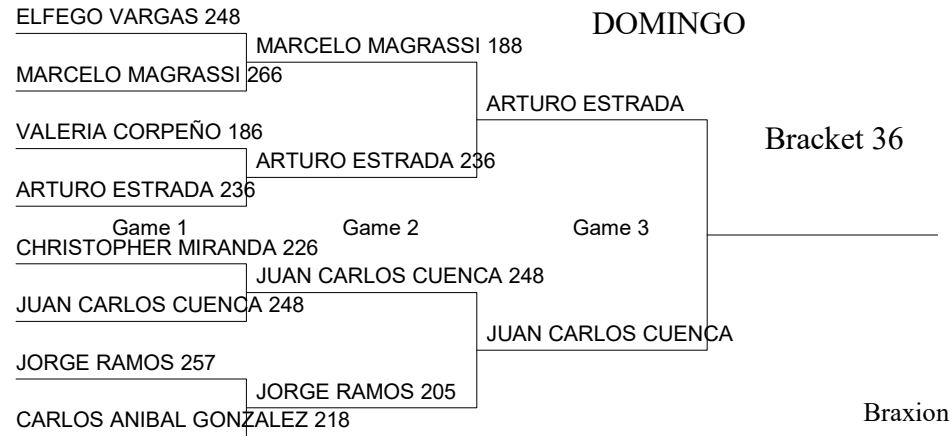 ELFEGO VARGAS 248
DOMINGO
MARCELO MAGRASSI 188
MARCELO MAGRASSI 266
ARTURO ESTRADA
VALERIA CORPEÑO 186
Bracket 36
ARTURO ESTRADA 236
ARTURO ESTRADA 236
Game 1 Game 2 Game 3
CHRISTOPHER MIRANDA 226
JUAN CARLOS CUENCA 248
JUAN CARLOS CUENCA 248
JUAN CARLOS CUENCA
JORGE RAMOS 257
JORGE RAMOS 205
CARLOS ANIBAL GONZALEZ 218
Braxion